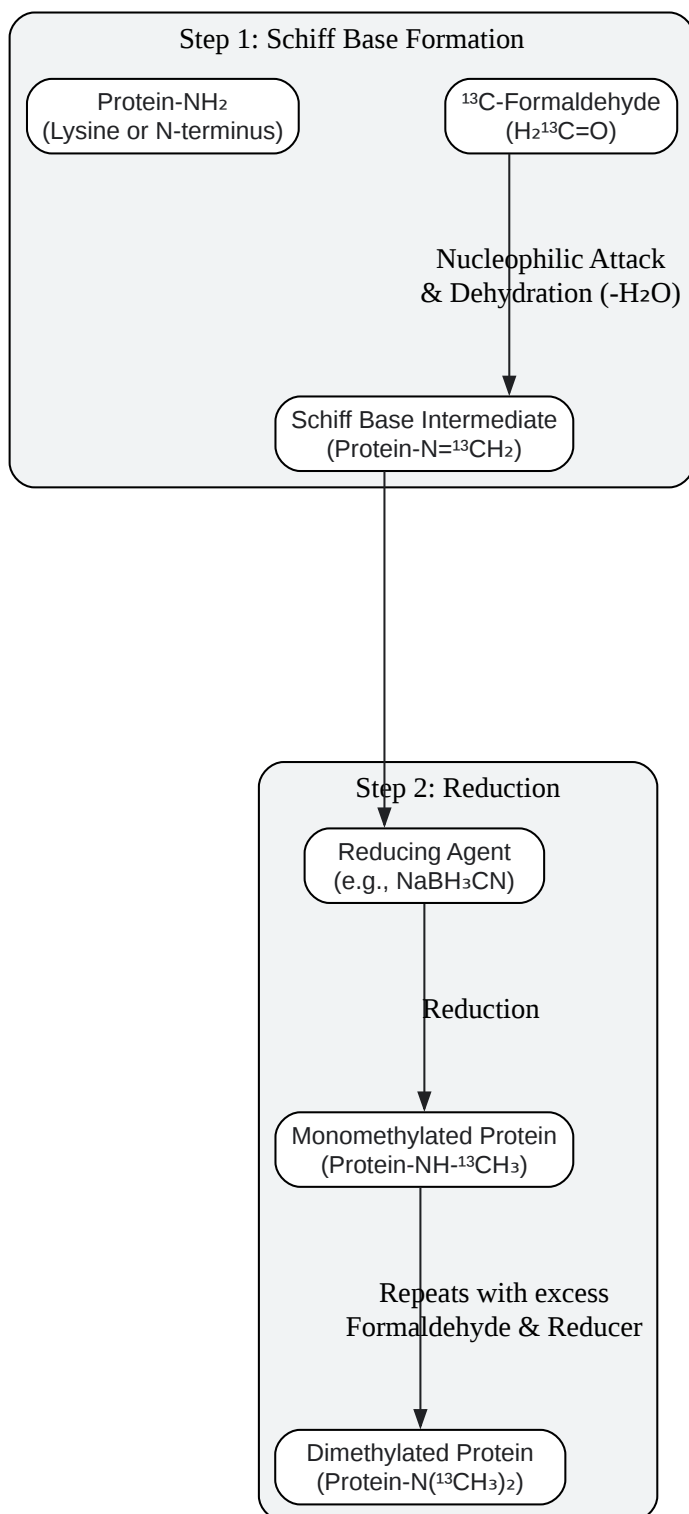 Step 1: Schiff Base Formation
Protein-NH₂
(Lysine or N-terminus)
¹³C-Formaldehyde
(H₂¹³C=O)
Nucleophilic Attack
& Dehydration (-H₂O)
Schiff Base Intermediate
(Protein-N=¹³CH₂)
Step 2: Reduction
Reducing Agent
(e.g., NaBH₃CN)
Reduction
Monomethylated Protein
(Protein-NH-¹³CH₃)
Repeats with excess
Formaldehyde & Reducer
Dimethylated Protein
(Protein-N(¹³CH₃)₂)